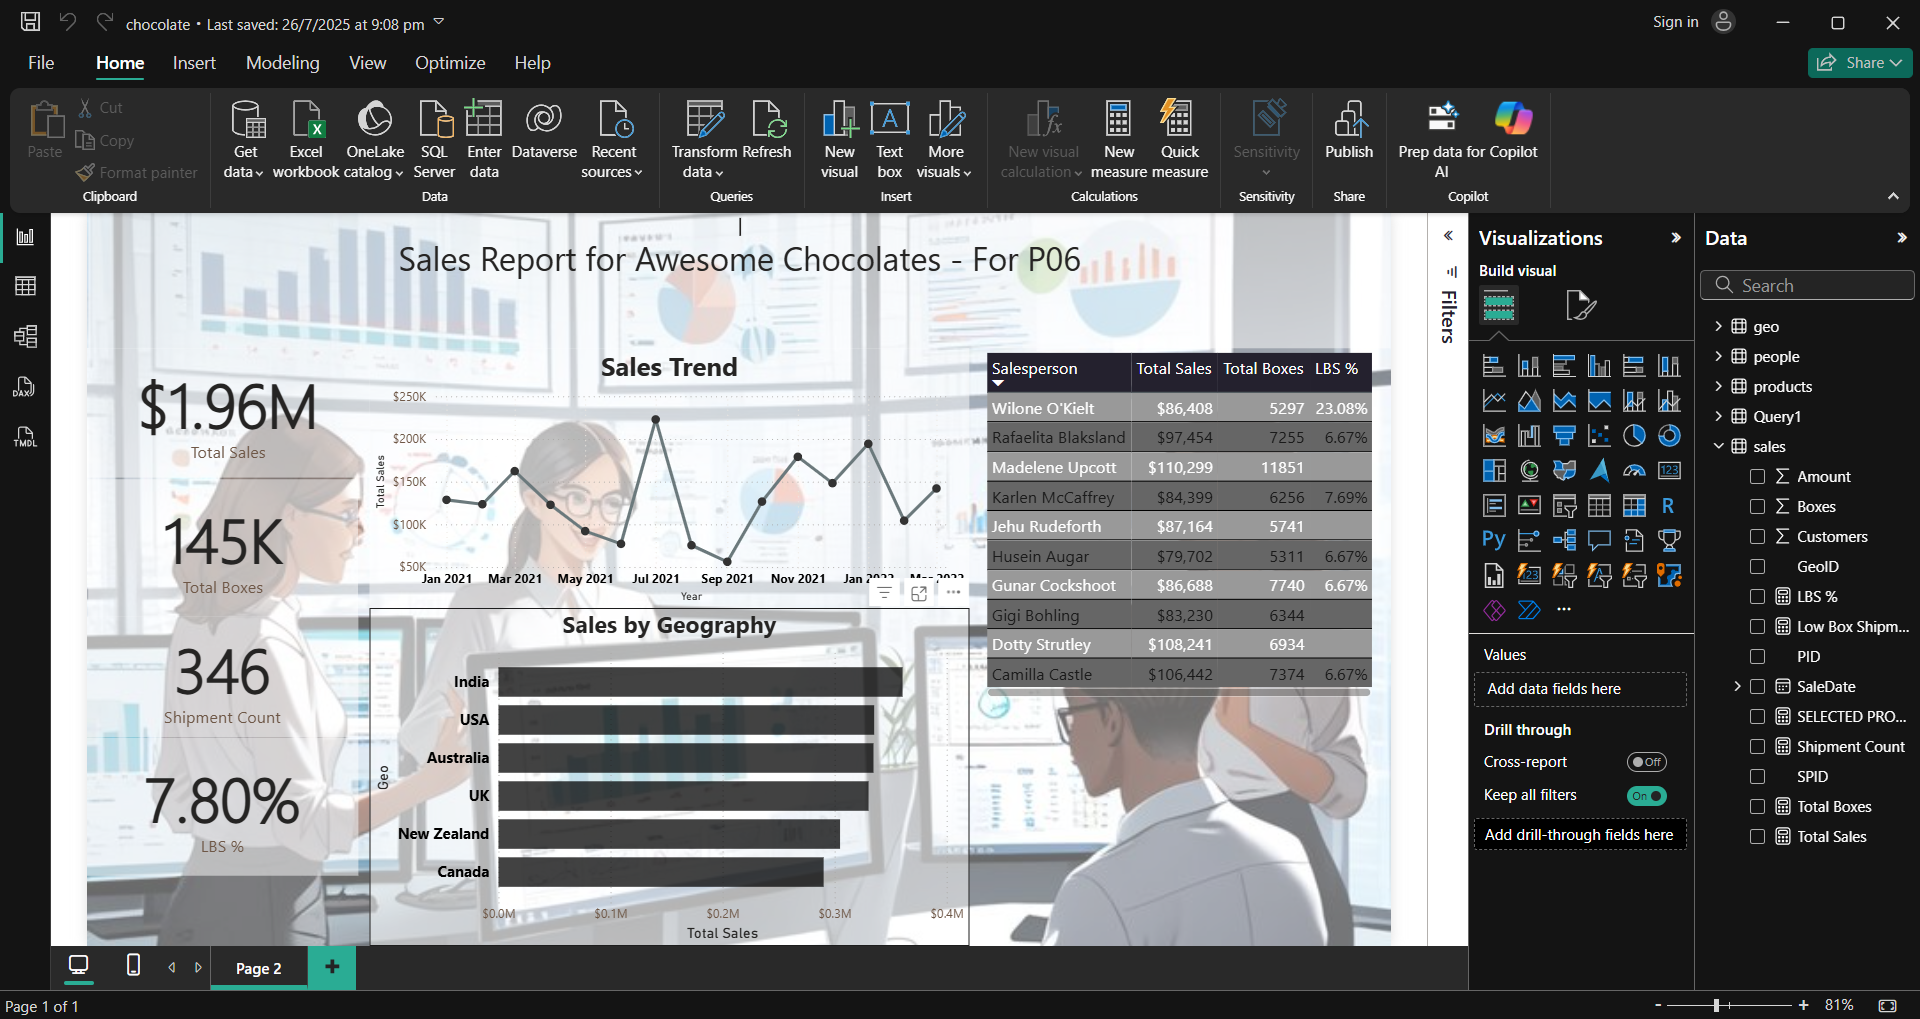 chocolate • Last saved: 26/7/2025 at 9:08 pm
Sign in
File
Home
Insert
Modeling
View
Optimize
Help
Share
Paste
Cut
Copy
Format painter
Clipboard
Get data
Excel workbook
OneLake catalog
SQL Server
Enter data
Dataverse
Recent sources
Data
Transform data
Refresh
Queries
New visual
Text box
More visuals
Insert
New visual calculation
New measure
Quick measure
Calculations
Sensitivity
Sensitivity
Publish
Share
Prep data for AI
Copilot
Copilot
DAX
TMDL
Sales Report for Awesome Chocolates - For P06
$1.96M
Total Sales
145K
Total Boxes
346
Shipment Count
7.80%
LBS %
Sales Trend
Total Sales
$250K
$200K
$150K
$100K
$50K
Jan 2021 Mar 2021 May 2021 Jul 2021 Sep 2021 Nov 2021 Jan 2022 Mar 2022
Year
Sales by Geography
Geo
India
USA
Australia
UK
New Zealand
Canada
$0.0M $0.1M $0.2M $0.3M $0.4M
Total Sales
Salesperson Total Sales Total Boxes LBS %
Wilone O'Kielt $86,408 5297 23.08%
Rafaelita Blaksland $97,454 7255 6.67%
Madelene Upcott $110,299 11851
Karlen McCaffrey $84,399 6256 7.69%
Jehu Rudeforth $87,164 5741
Husein Augar $79,702 5311 6.67%
Gunar Cockshoot $86,688 7740 6.67%
Gigi Bohling $83,230 6344
Dotty Strutley $108,241 6934
Camilla Castle $106,442 7374 6.67%
Filters
Visualizations
Build visual
123
R
Py
123
Values
Add data fields here
Drill through
Cross-report
Off
Keep all filters
On
Add drill-through fields here
Data
Search
geo
people
products
Query1
sales
Amount
Boxes
Customers
GeoID
LBS %
Low Box Shipm...
PID
SaleDate
SELECTED PRO...
Shipment Count
SPID
Total Boxes
Total Sales
Page 2
Page 1 of 1
81%